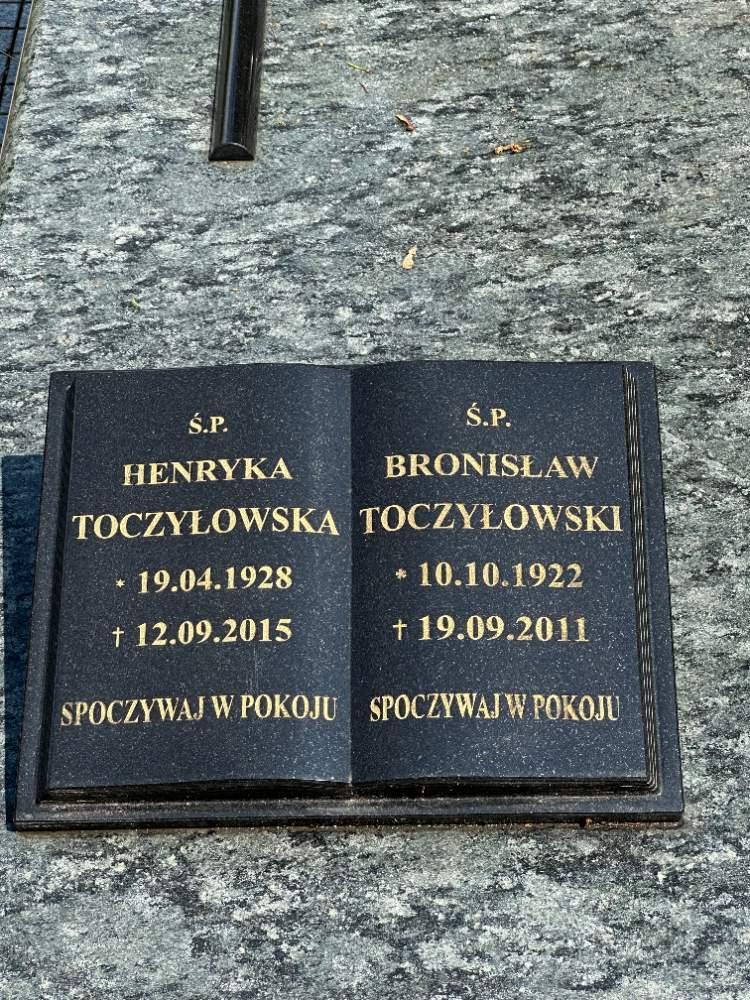 Ś.P.
HENRYKA
TOCZYŁOWSKA
* 19.04.1928
† 12.09.2015
SPOCZYWAJ W POKOJU
Ś.P.
BRONISŁAW
TOCZYŁOWSKI
* 10.10.1922
† 19.09.2011
SPOCZYWAJ W POKOJU